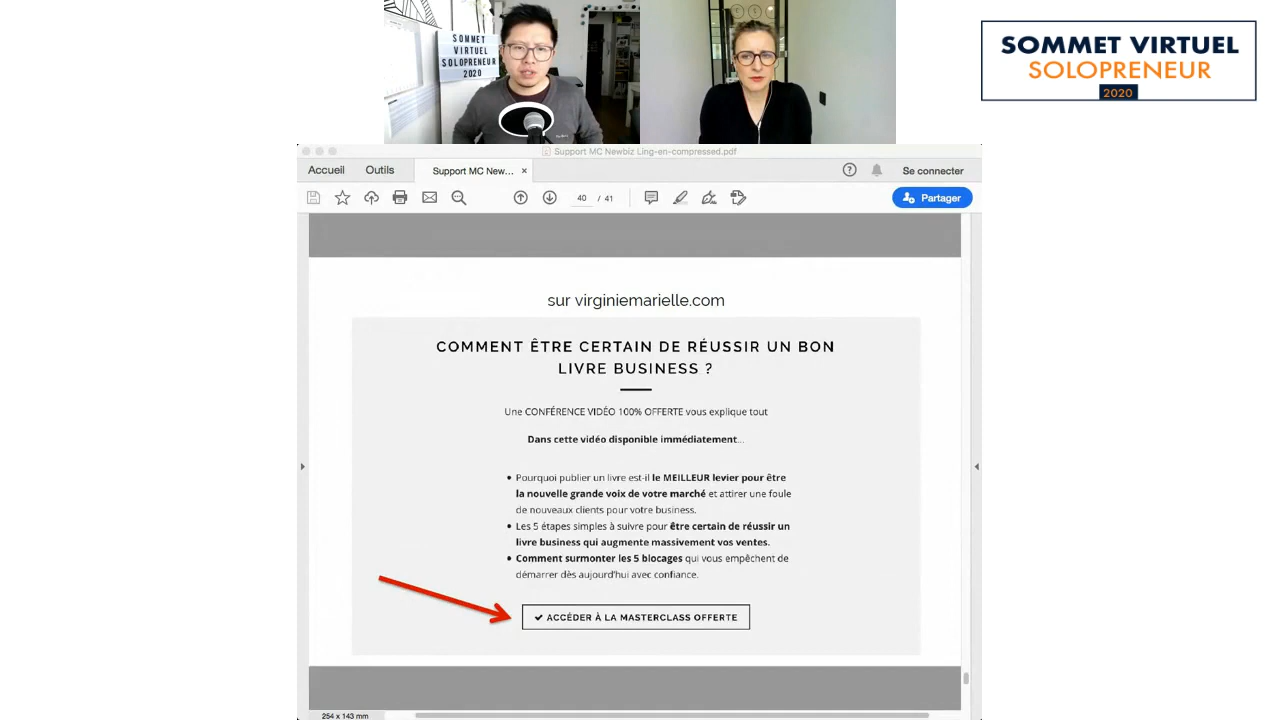 SOMMET
VIRTUEL
SOLOPRENEUR
2020
SOMMET VIRTUEL
SOLOPRENEUR
2020
Support MC Newbiz Ling-en-compressed.pdf
Accueil Outils Support MC New... × ? Se connecter
40 / 41 Partager
sur virginiemarielle.com
COMMENT ÊTRE CERTAIN DE RÉUSSIR UN BON
LIVRE BUSINESS ?
Une CONFÉRENCE VIDÉO 100% OFFERTE vous explique tout
Dans cette vidéo disponible immédiatement...
• Pourquoi publier un livre est-il le MEILLEUR levier pour être
la nouvelle grande voix de votre marché et attirer une foule
de nouveaux clients pour votre business.
• Les 5 étapes simples à suivre pour être certain de réussir un
livre business qui augmente massivement vos ventes.
• Comment surmonter les 5 blocages qui vous empêchent de
démarrer dès aujourd'hui avec confiance.
✔ ACCÉDER À LA MASTERCLASS OFFERTE
254 x 143 mm